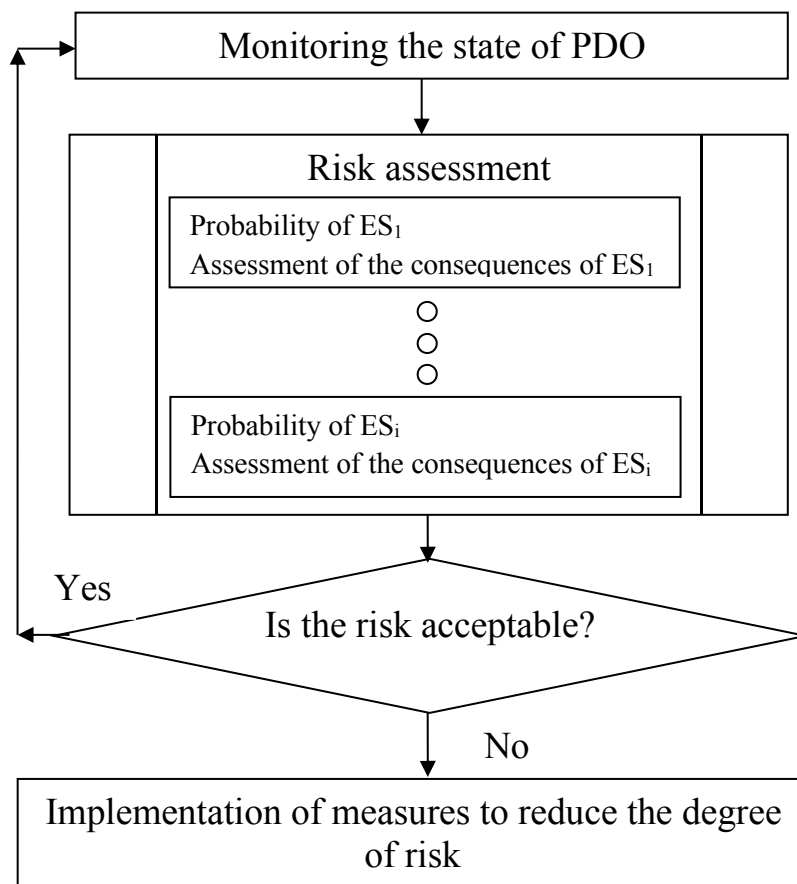 Monitoring the state of PDO
Risk assessment
Probability of ES₁
Assessment of the consequences of ES₁
Probability of ESᵢ
Assessment of the consequences of ESᵢ
Yes
Is the risk acceptable?
No
Implementation of measures to reduce the degree
of risk